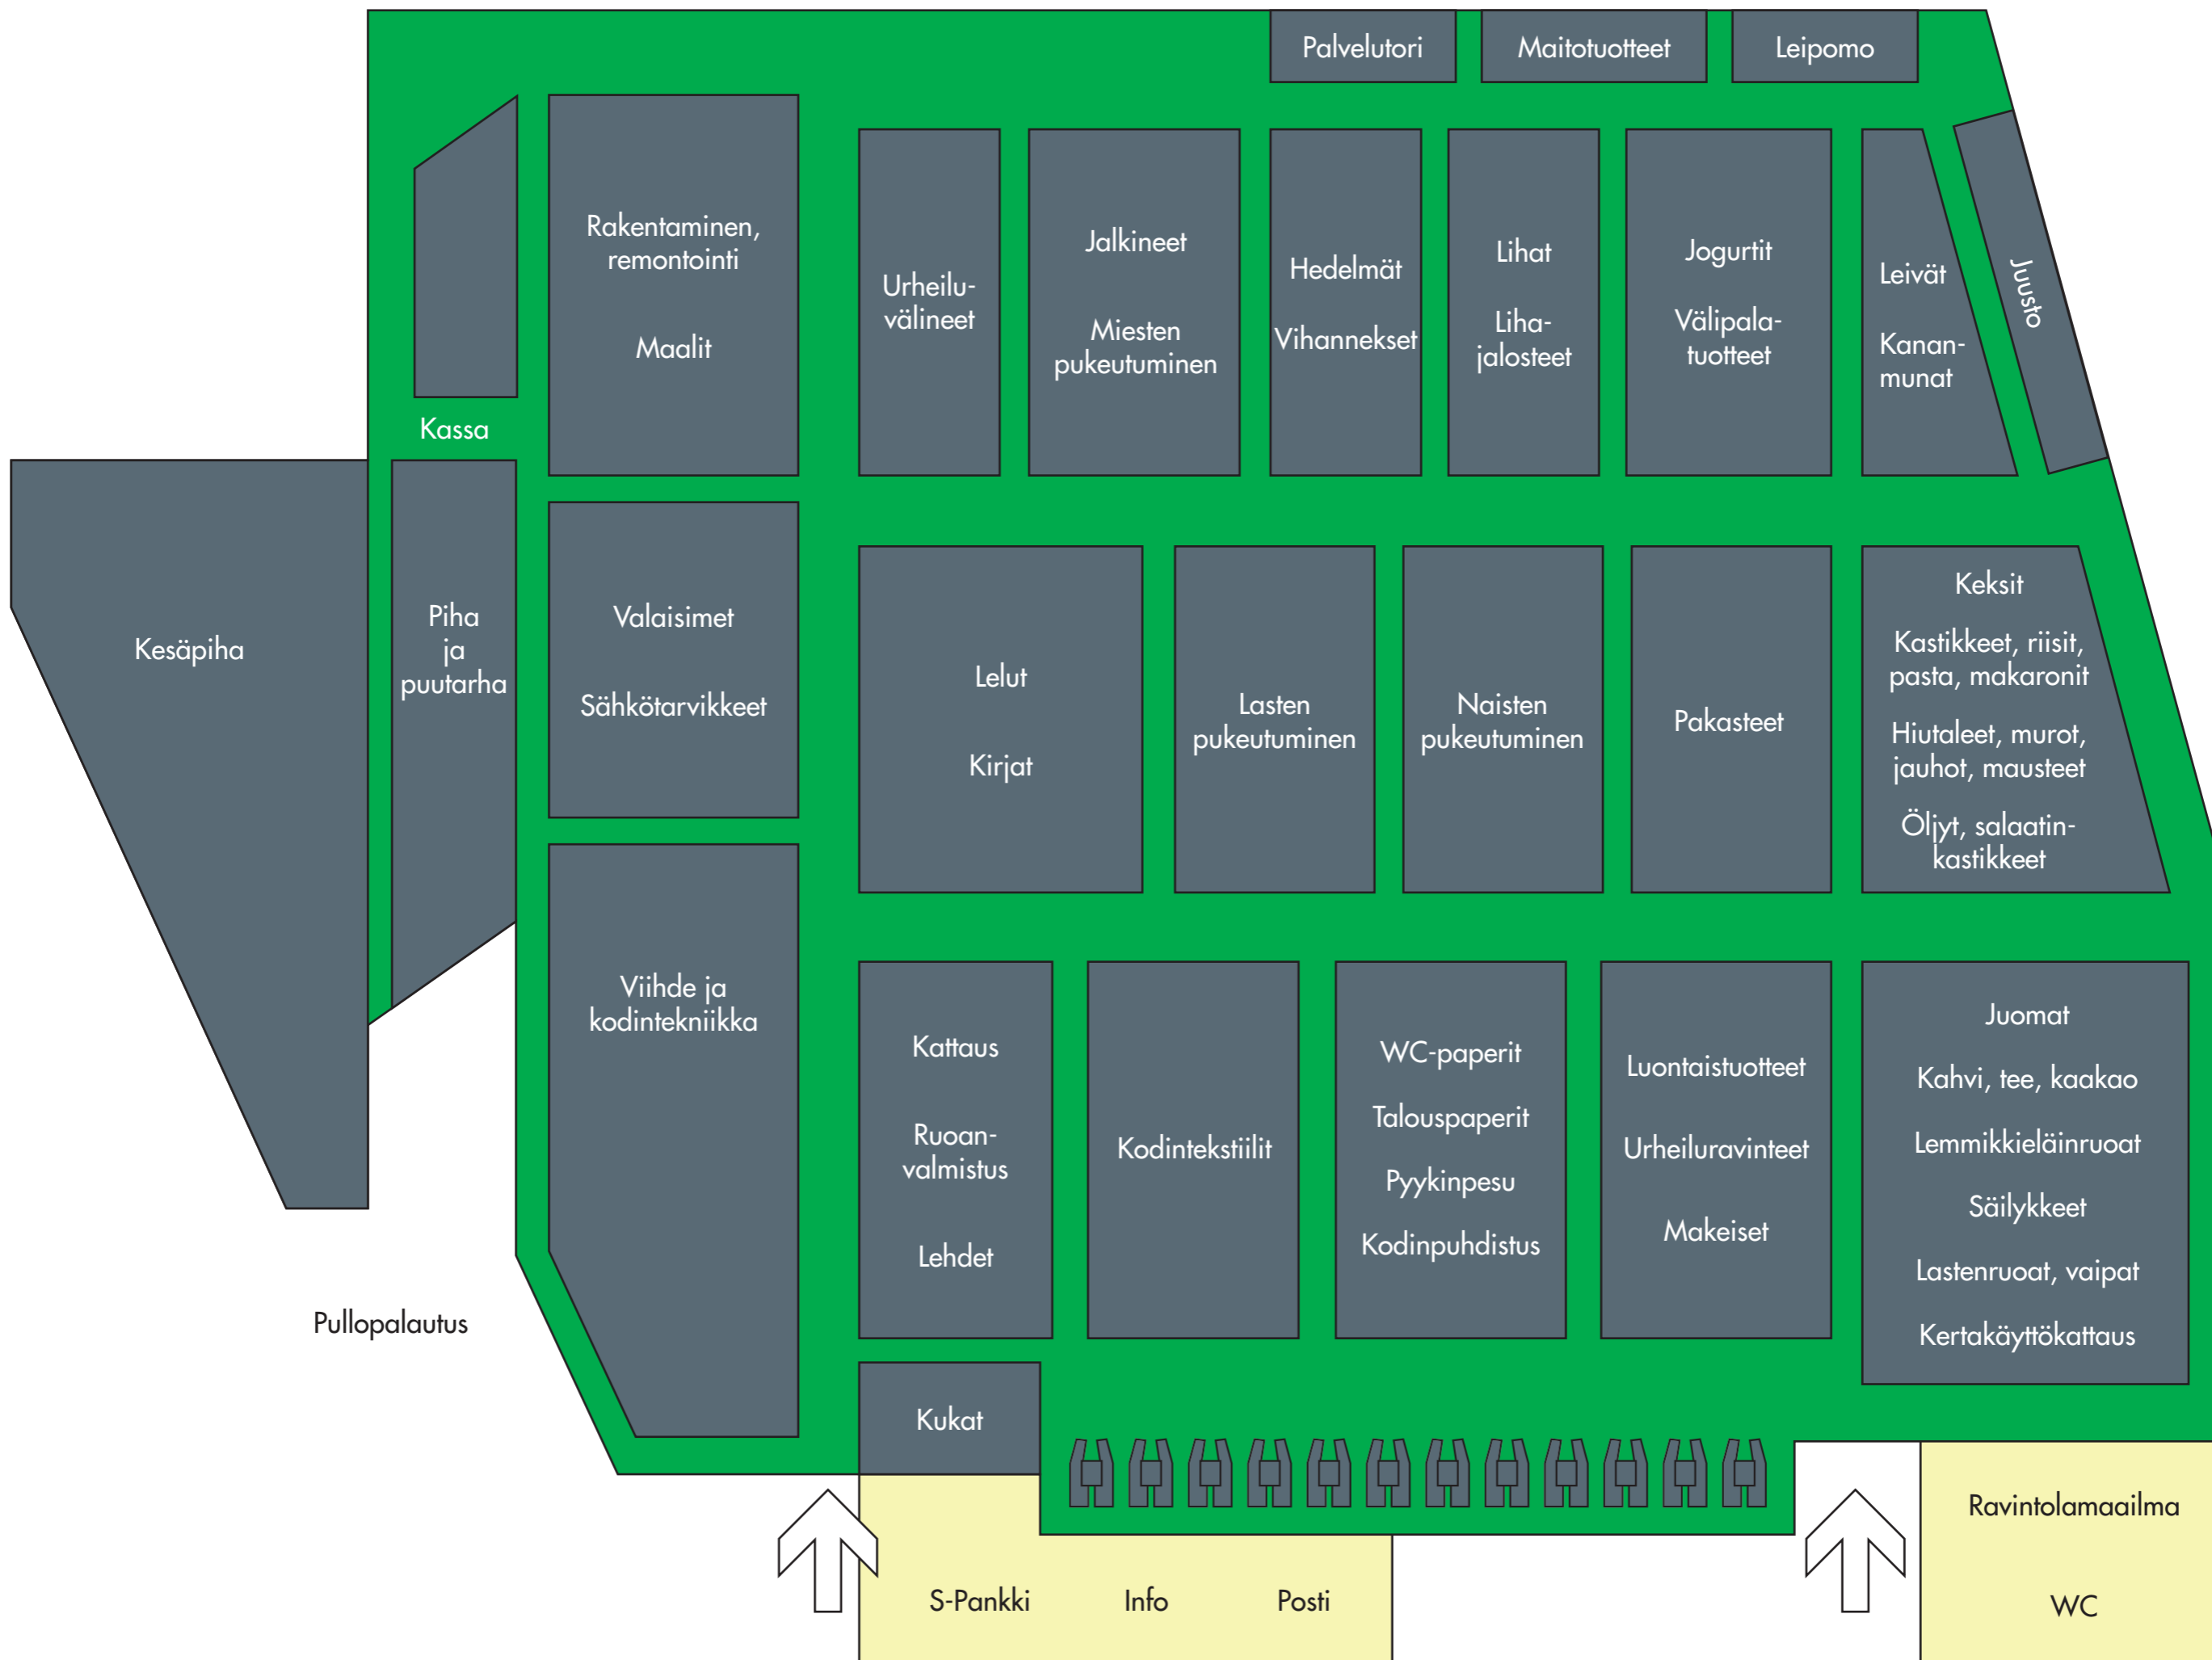 Palvelutori
Maitotuotteet
Leipomo
Rakentaminen,
remontointi
Maalit
Urheilu-
välineet
Jalkineet
Miesten
pukeutuminen
Hedelmät
Vihannekset
Lihat
Liha-
jalosteet
Jogurtit
Välipala-
tuotteet
Leivät
Kanan-
munat
Juusto
Kassa
Kesäpiha
Piha
ja
puutarha
Valaisimet
Sähkötarvikkeet
Lelut
Kirjat
Lasten
pukeutuminen
Naisten
pukeutuminen
Pakasteet
Keksit
Kastikkeet, riisit,
pasta, makaronit
Hiutaleet, murot,
jauhot, mausteet
Öljyt, salaatin-
kastikkeet
Viihde ja
kodintekniikka
Kattaus
Ruoan-
valmistus
Lehdet
Kodintekstiilit
WC-paperit
Talouspaperit
Pyykinpesu
Kodinpuhdistus
Luontaistuotteet
Urheiluravinteet
Makeiset
Juomat
Kahvi, tee, kaakao
Lemmikkieläinruoat
Säilykkeet
Lastenruoat, vaipat
Kertakäyttökattaus
Pullopalautus
Kukat
S-Pankki
Info
Posti
Ravintolamaailma
WC